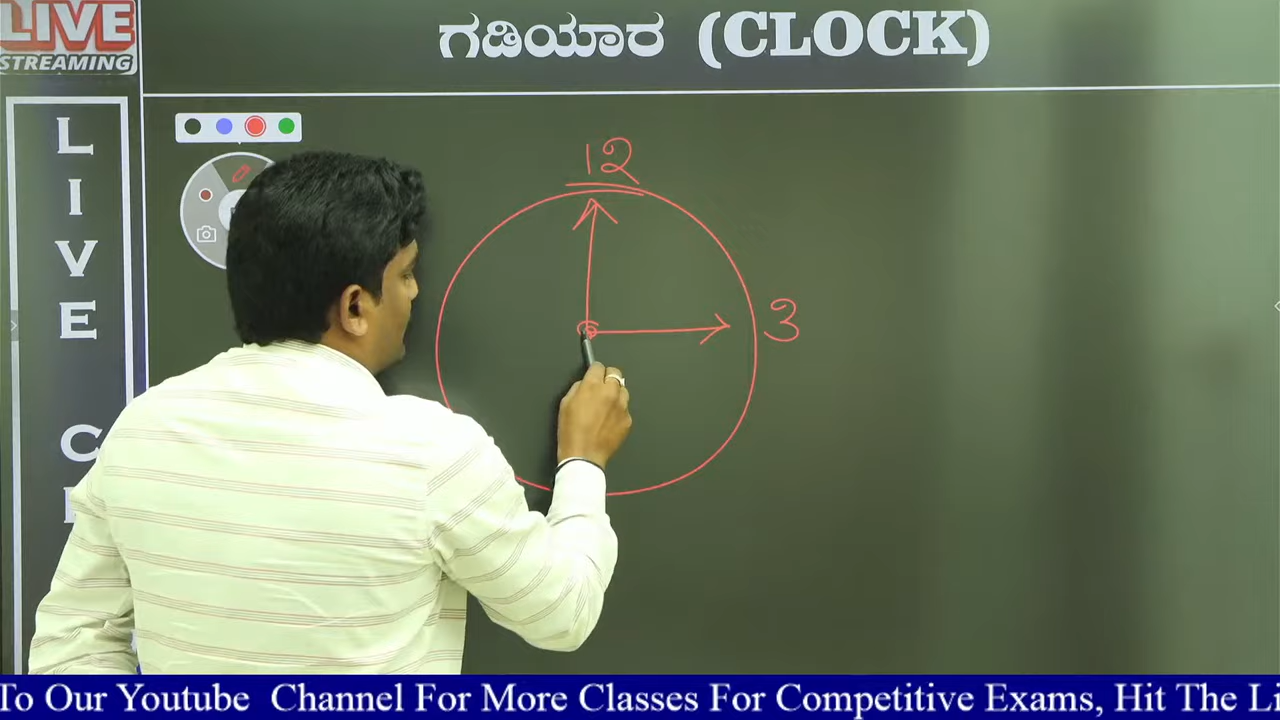 LIVE
STREAMING
ಗಡಿಯಾರ (CLOCK)
L
I
V
E
C
12
3
To Our Youtube Channel For More Classes For Competitive Exams, Hit The Li